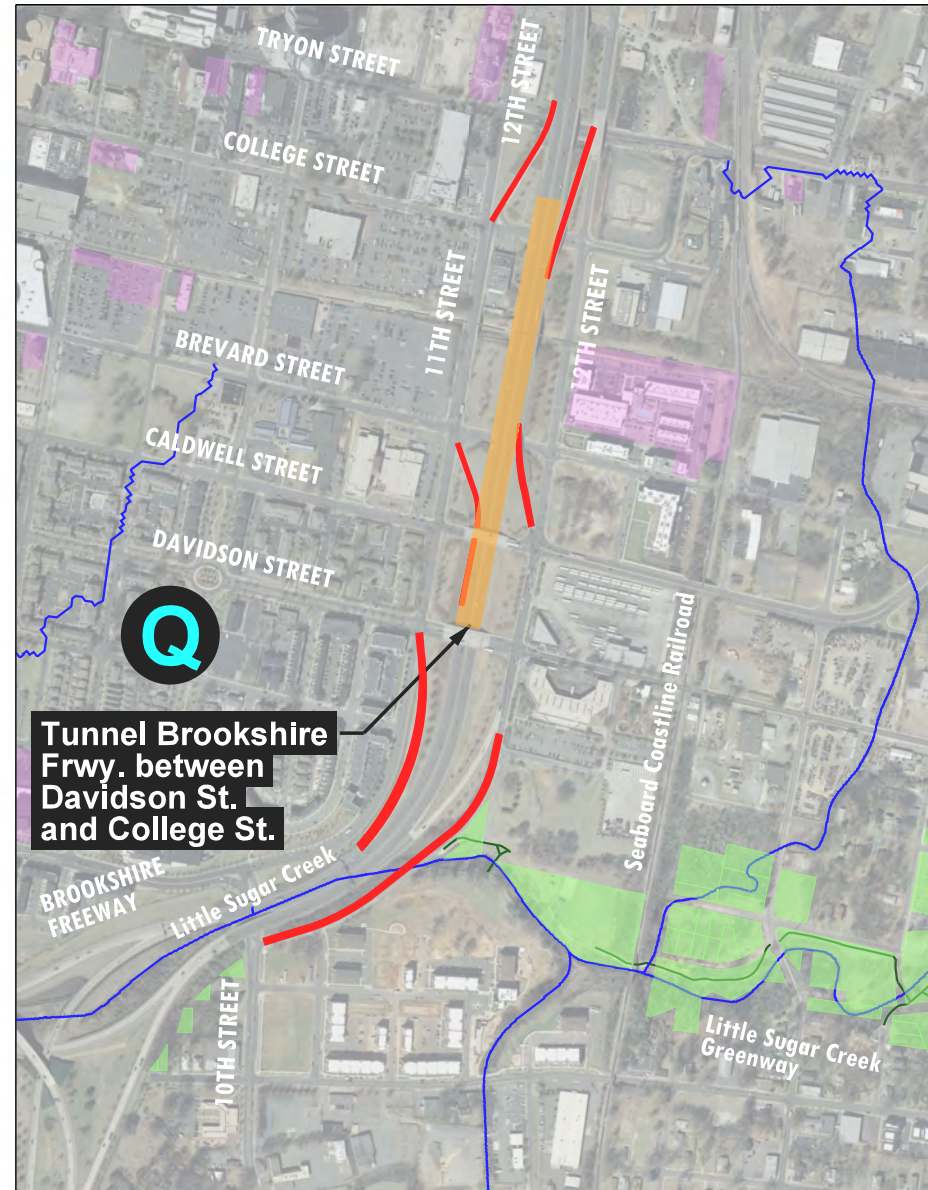 TRYON STREET
12TH STREET
COLLEGE STREET
11TH STREET
12TH STREET
BREVARD STREET
CALDWELL STREET
DAVIDSON STREET
Q
Seaboard Coastline Railroad
Tunnel Brookshire
Frwy. between
Davidson St.
and College St.
BROOKSHIRE
FREEWAY
Little Sugar Creek
10TH STREET
Little Sugar Creek
Greenway